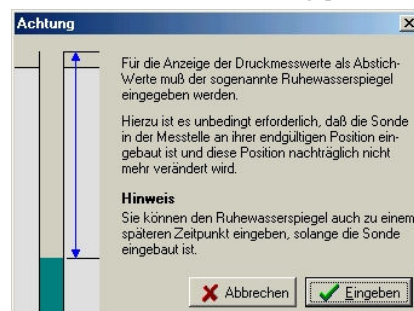 Achtung
Für die Anzeige der Druckmesswerte als Abstich-
Werte muß der sogenannte Ruhewasserspiegel
eingegeben werden.
Hierzu ist es unbedingt erforderlich, daß die Sonde
in der Messtelle an ihrer endgültigen Position ein-
gebaut ist und diese Position nachträglich nicht
mehr verändert wird.
Hinweis
Sie können den Ruhewasserspiegel auch zu einem
späteren Zeitpunkt eingeben, solange die Sonde
eingebaut ist.
Abbrechen
Eingeben